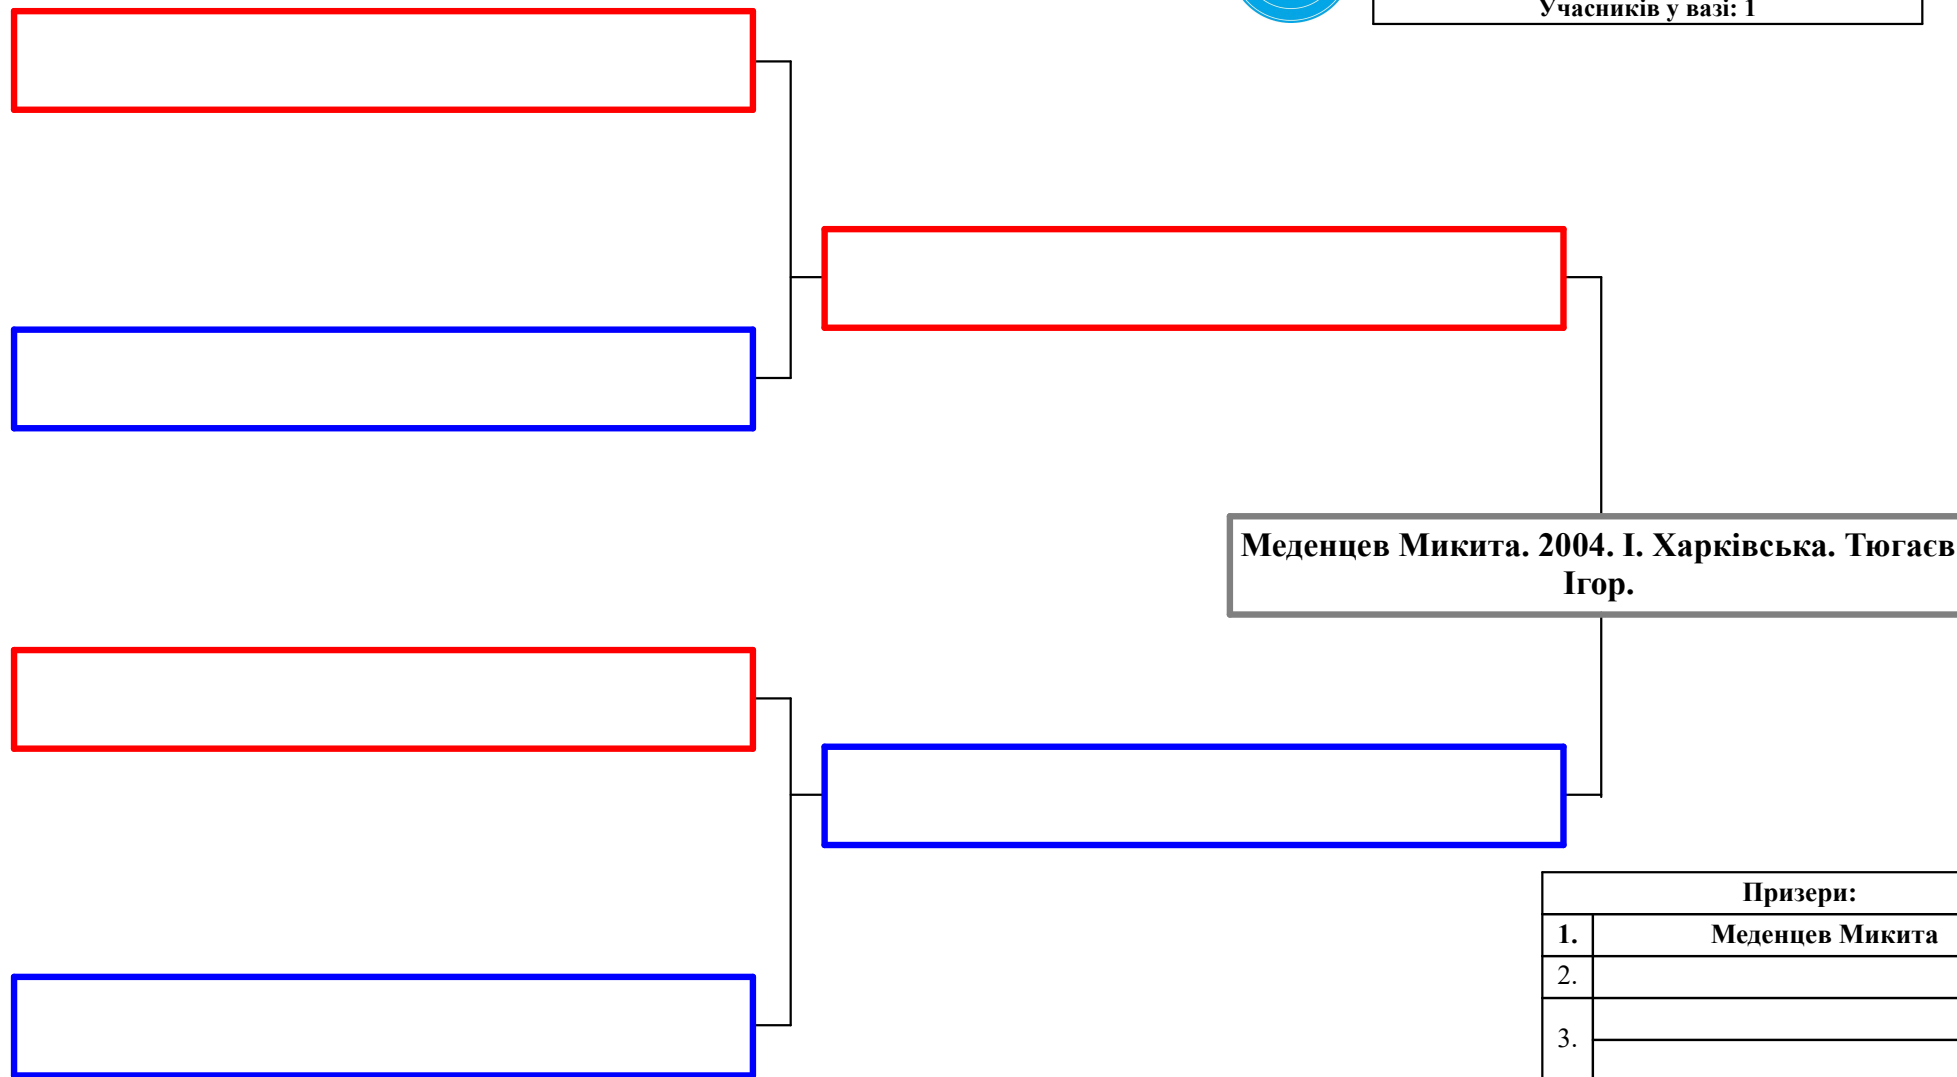 Учасників у вазі: 1
Меденцев Микита. 2004. I. Харківська. Тюгаєв
Ігор.
Призери:
1. Меденцев Микита
2.
3.